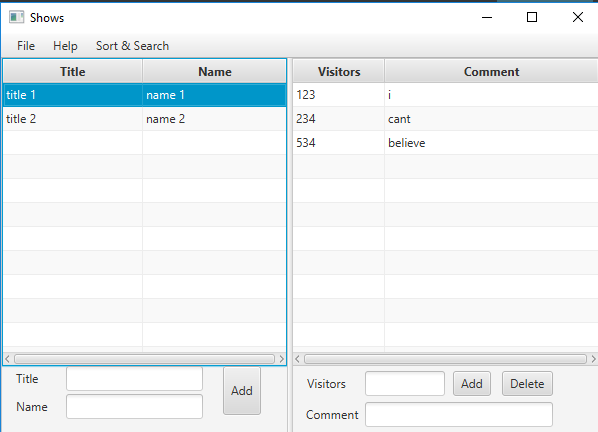 Shows
File Help Sort & Search
Title Name Visitors Comment
title 1 name 1 123 i
title 2 name 2 234 cant
534 believe
Title Add Visitors Add Delete
Name Comment